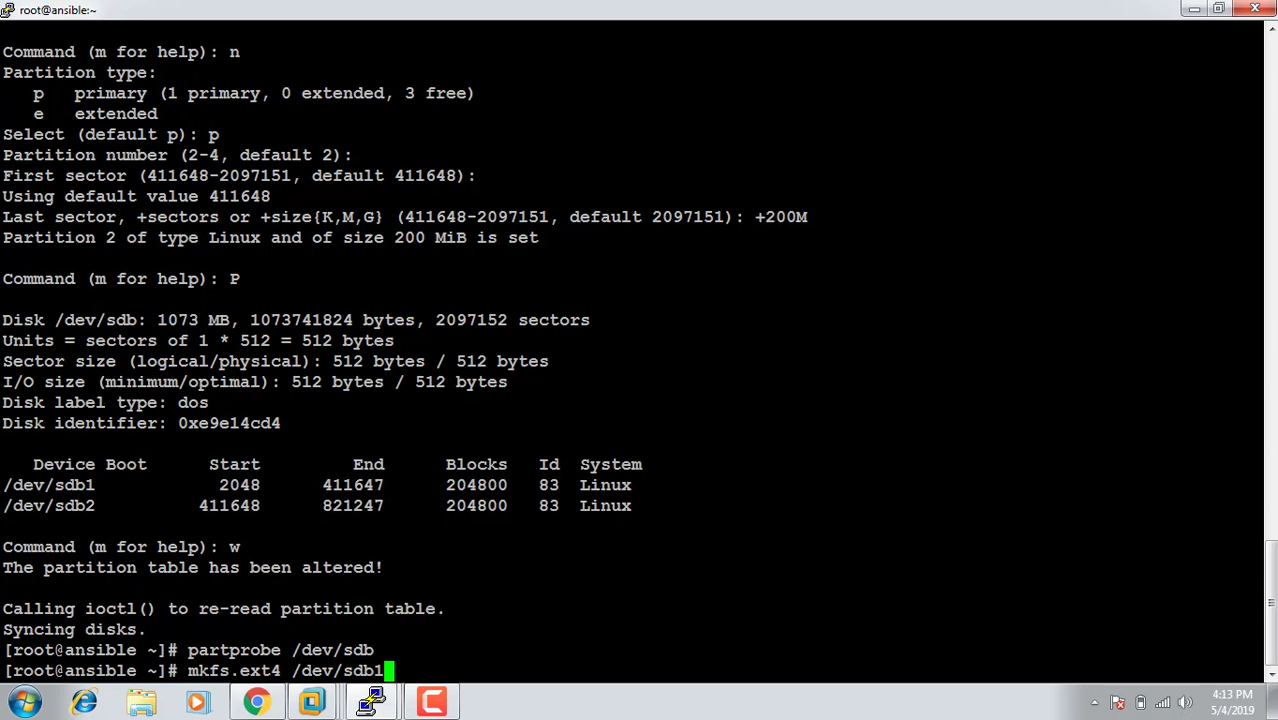 root@ansible:~
Command (m for help): n
Partition type:
   p   primary (1 primary, 0 extended, 3 free)
   e   extended
Select (default p): p
Partition number (2-4, default 2):
First sector (411648-2097151, default 411648):
Using default value 411648
Last sector, +sectors or +size{K,M,G} (411648-2097151, default 2097151): +200M
Partition 2 of type Linux and of size 200 MiB is set
Command (m for help): P
Disk /dev/sdb: 1073 MB, 1073741824 bytes, 2097152 sectors
Units = sectors of 1 * 512 = 512 bytes
Sector size (logical/physical): 512 bytes / 512 bytes
I/O size (minimum/optimal): 512 bytes / 512 bytes
Disk label type: dos
Disk identifier: 0xe9e14cd4
   Device Boot      Start         End      Blocks   Id  System
/dev/sdb1            2048      411647      204800   83  Linux
/dev/sdb2          411648      821247      204800   83  Linux
Command (m for help): w
The partition table has been altered!
Calling ioctl() to re-read partition table.
Syncing disks.
[root@ansible ~]# partprobe /dev/sdb
[root@ansible ~]# mkfs.ext4 /dev/sdb1
4:13 PM
5/4/2019